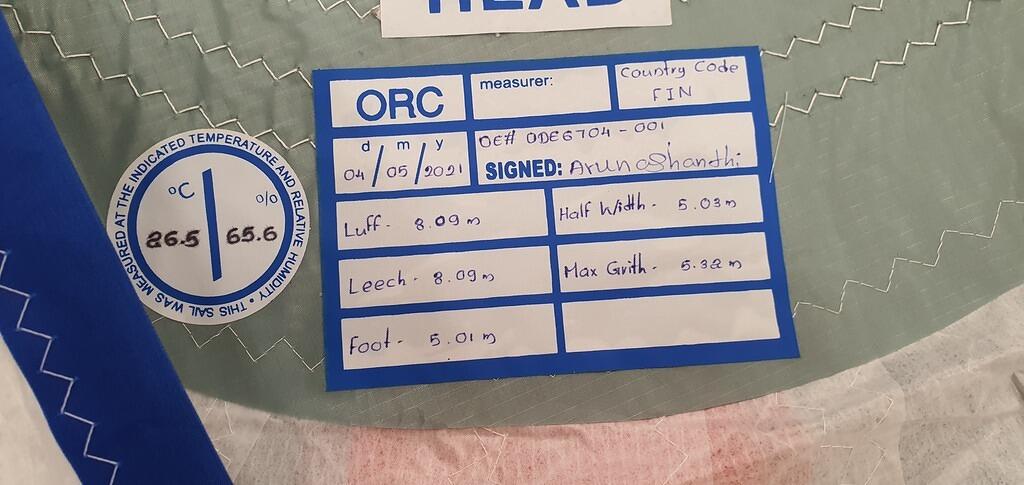 HEAD
ORC
measurer:
Country Code
FIN
d / m / y
04 / 05 / 2021
OE# ODE6704 - 001
SIGNED: Arunoshanthi
Luff - 8.09 m
Half Width - 5.03 m
Leech - 8.09 m
Max Grith - 5.32 m
Foot - 5.01 m
THIS SAIL WAS MEASURED AT THE INDICATED TEMPERATURE AND RELATIVE HUMIDITY •
°C / %
26.5 / 65.6